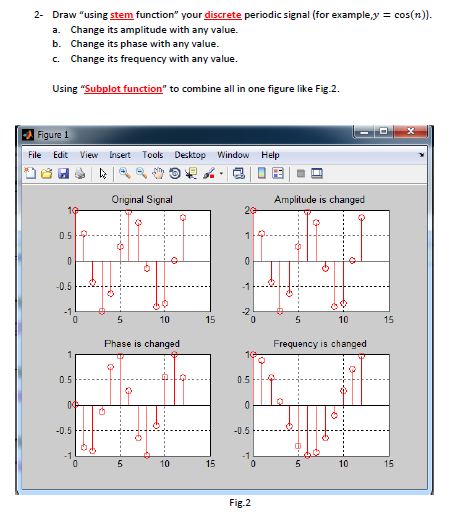 2- Draw “using stem function” your discrete periodic signal (for example,y = cos(n)).
a. Change its amplitude with any value.
b. Change its phase with any value.
c. Change its frequency with any value.
Using “Subplot function” to combine all in one figure like Fig.2.
Figure 1
File Edit View Insert Tools Desktop Window Help
Original Signal
1
0.5
0
-0.5
-1
0 5 10 15
Amplitude is changed
2
1
0
-1
-2
0 5 10 15
Phase is changed
1
0.5
0
-0.5
-1
0 5 10 15
Frequency is changed
1
0.5
0
-0.5
-1
0 5 10 15
Fig.2